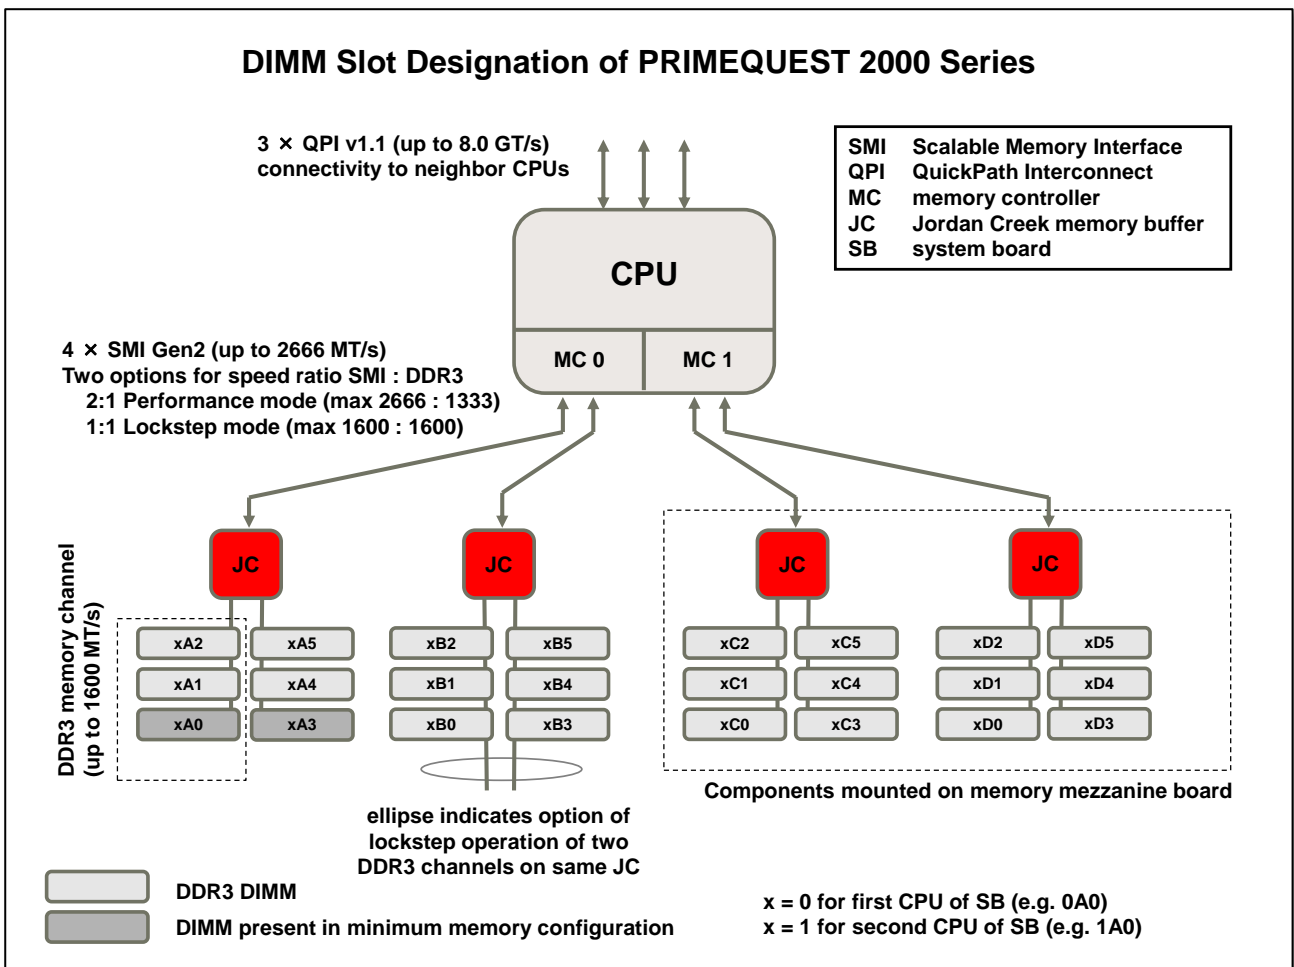 DIMM Slot Designation of PRIMEQUEST 2000 Series
3 × QPI v1.1 (up to 8.0 GT/s)
connectivity to neighbor CPUs
SMI Scalable Memory Interface
QPI QuickPath Interconnect
MC memory controller
JC Jordan Creek memory buffer
SB system board
CPU
MC 0 MC 1
4 × SMI Gen2 (up to 2666 MT/s)
Two options for speed ratio SMI : DDR3
2:1 Performance mode (max 2666 : 1333)
1:1 Lockstep mode (max 1600 : 1600)
DDR3 memory channel
(up to 1600 MT/s)
JC JC JC JC
xA2 xA5 xB2 xB5 xC2 xC5 xD2 xD5
xA1 xA4 xB1 xB4 xC1 xC4 xD1 xD4
xA0 xA3 xB0 xB3 xC0 xC3 xD0 xD3
Components mounted on memory mezzanine board
ellipse indicates option of
lockstep operation of two
DDR3 channels on same JC
DDR3 DIMM
DIMM present in minimum memory configuration
x = 0 for first CPU of SB (e.g. 0A0)
x = 1 for second CPU of SB (e.g. 1A0)